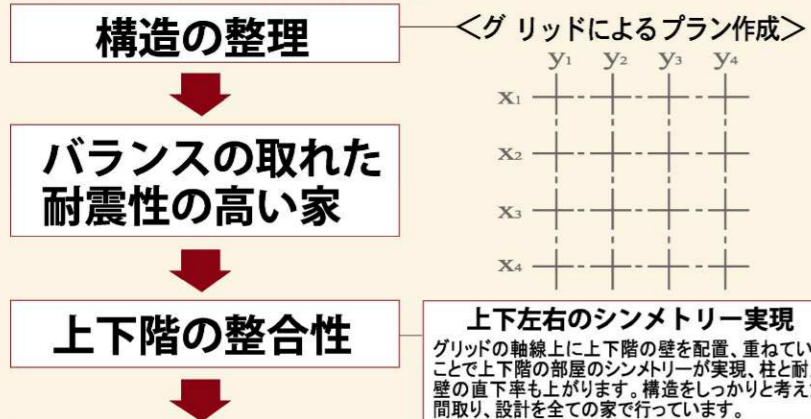 構造の整理
<グ リッドによるプラン作成>
y₁ y₂ y₃ y₄
x₁
x₂
x₃
x₄
バランスの取れた
耐震性の高い家
上下階の整合性
上下左右のシンメトリー実現
グリッドの軸線上に上下階の壁を配置、重ねてい
ことで上下階の部屋のシンメトリーが実現、柱と耐
壁の直下率も上がります。構造をしっかりと考え
間取り、設計を全ての家で行っています。